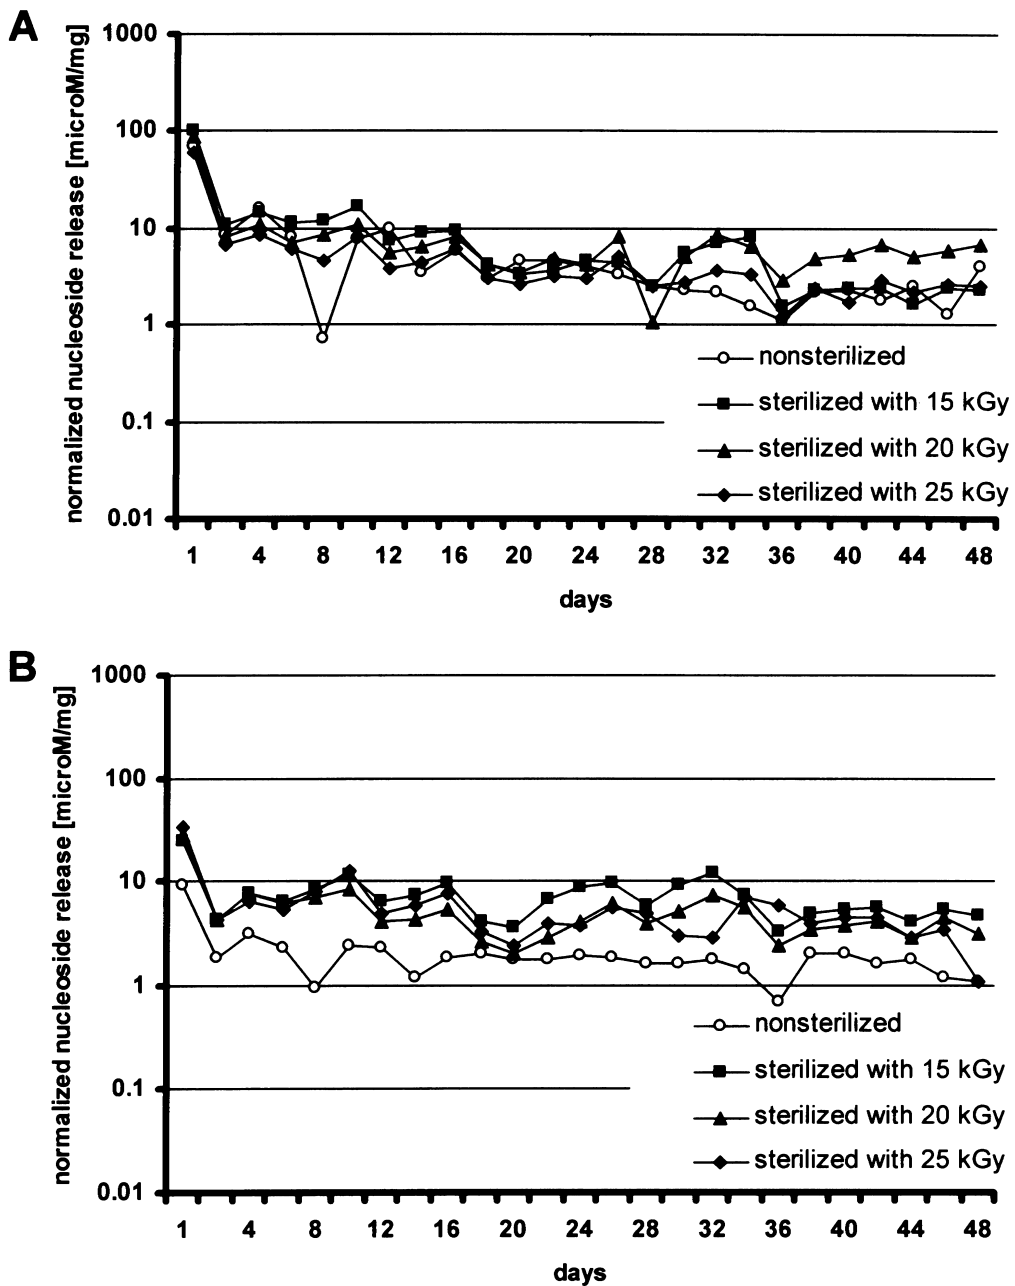 A
normalized nucleoside release [microM/mg]
1000
100
10
1
0.1
0.01
nonsterilized
sterilized with 15 kGy
sterilized with 20 kGy
sterilized with 25 kGy
1 4 8 12 16 20 24 28 32 36 40 44 48
days
B
normalized nucleoside release [microM/mg]
1000
100
10
1
0.1
0.01
nonsterilized
sterilized with 15 kGy
sterilized with 20 kGy
sterilized with 25 kGy
1 4 8 12 16 20 24 28 32 36 40 44 48
days